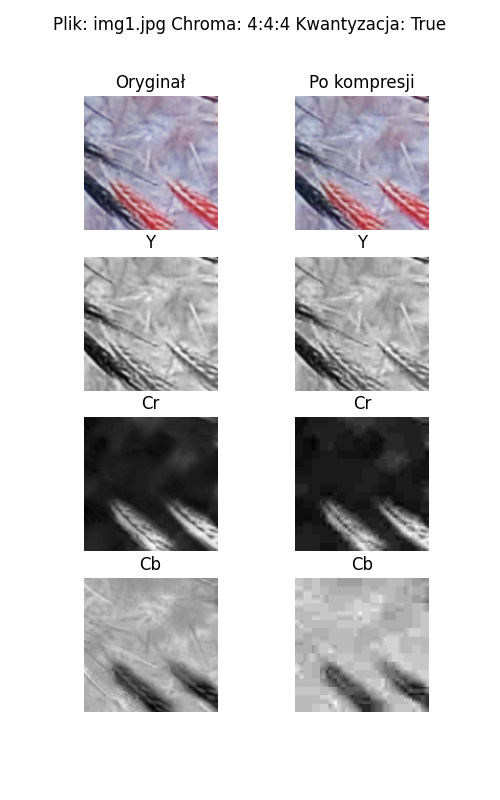 Plik: img1.jpg Chroma: 4:4:4 Kwantyzacja: True
Oryginał Po kompresji
Y Y
Cr Cr
Cb Cb